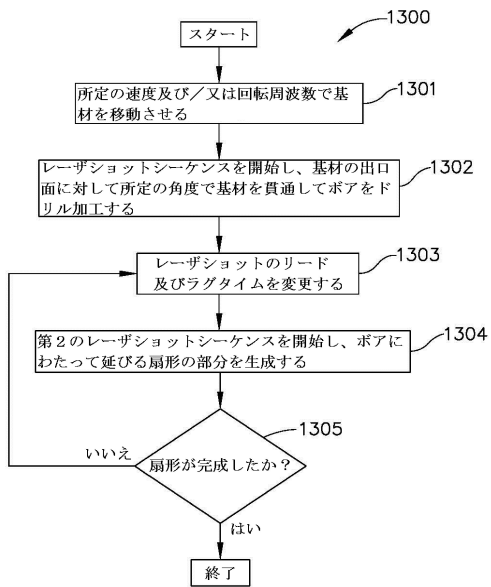 1300
スタート
所定の速度及び/又は回転周波数で基
材を移動させる
1301
レーザショットシーケンスを開始し、基材の出口
面に対して所定の角度で基材を貫通してボアをド
リル加工する
1302
レーザショットのリード
及びラグタイムを変更する
1303
第2のレーザショットシーケンスを開始し、ボアに
わたって延びる扇形の部分を生成する
1304
扇形が完成したか?
1305
いいえ
はい
終了